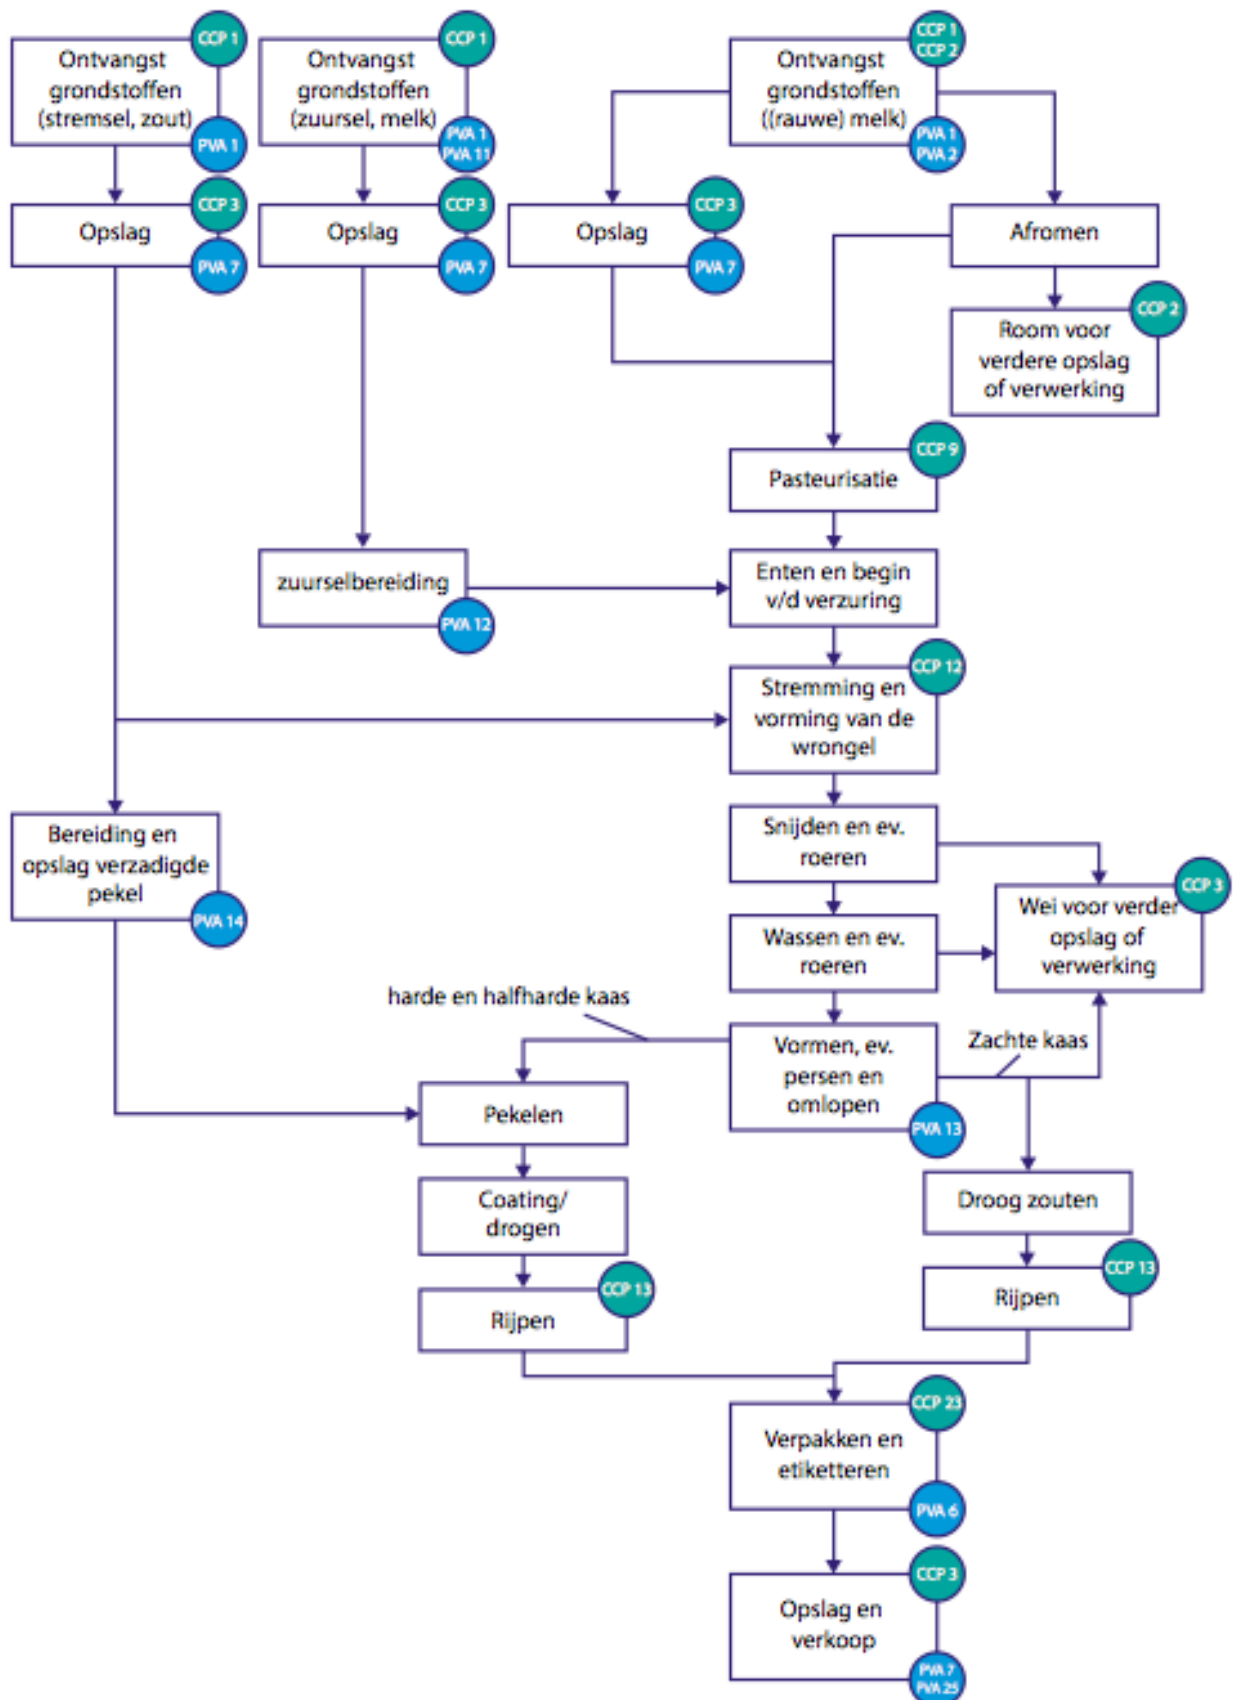 CCP 1
Ontvangst
grondstoffen
(stremsel, zout)
PVA 1
CCP 1
Ontvangst
grondstoffen
(zuursel, melk)
PVA 1
PVA 11
CCP 1
CCP 2
Ontvangst
grondstoffen
((rauwe) melk)
PVA 1
PVA 2
CCP 3
Opslag
PVA 7
CCP 3
Opslag
PVA 7
CCP 3
Opslag
PVA 7
Afromen
CCP 2
Room voor
verdere opslag
of verwerking
CCP 9
Pasteurisatie
zuurselbereiding
PVA 12
Enten en begin
v/d verzuring
CCP 12
Stremming en
vorming van de
wrongel
Bereiding en
opslag verzadigde
pekel
PVA 14
Snijden en ev.
roeren
CCP 3
Wei voor verder
opslag of
verwerking
Wassen en ev.
roeren
harde en halfharde kaas
Vormen, ev.
persen en
omlopen
PVA 13
Zachte kaas
Pekelen
Coating/
drogen
Droog zouten
CCP 13
Rijpen
CCP 13
Rijpen
CCP 23
Verpakken en
etiketteren
PVA 6
CCP 3
Opslag en
verkoop
PVA 7
PVA 25